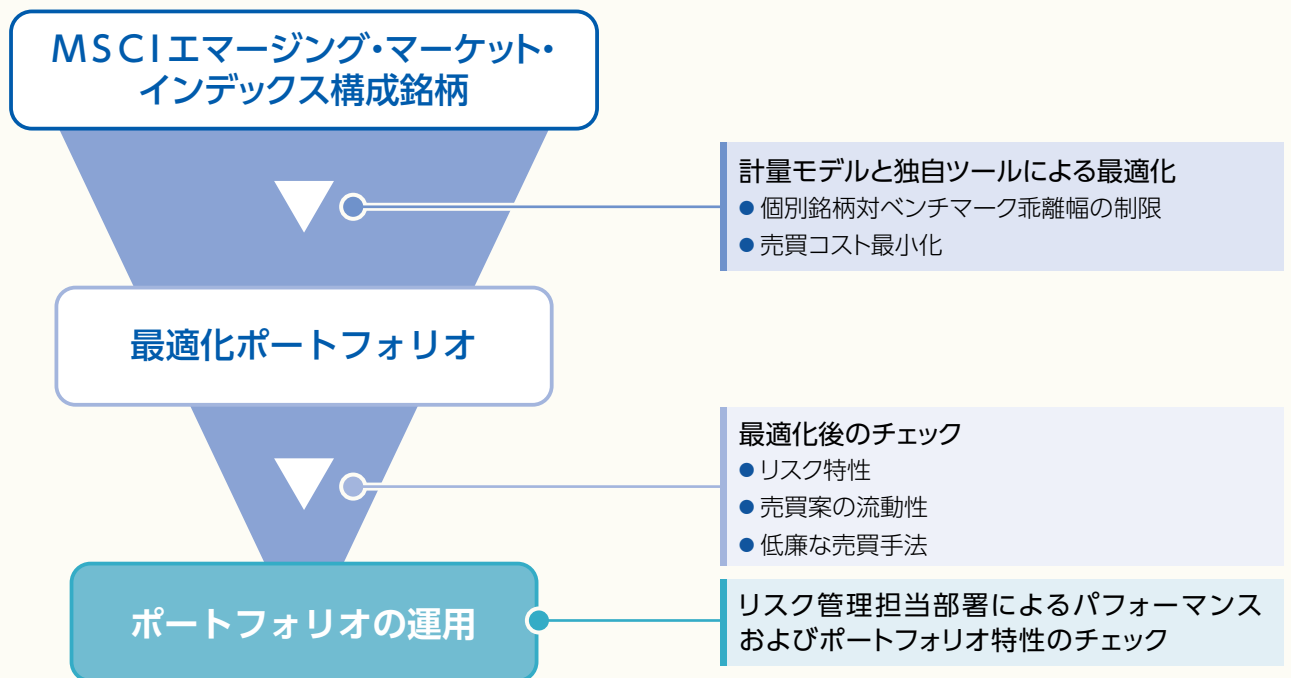 MSCIエマージング・マーケット・
インデックス構成銘柄
計量モデルと独自ツールによる最適化
● 個別銘柄対ベンチマーク乖離幅の制限
● 売買コスト最小化
最適化ポートフォリオ
最適化後のチェック
● リスク特性
● 売買案の流動性
● 低廉な売買手法
ポートフォリオの運用
リスク管理担当部署によるパフォーマンス
およびポートフォリオ特性のチェック